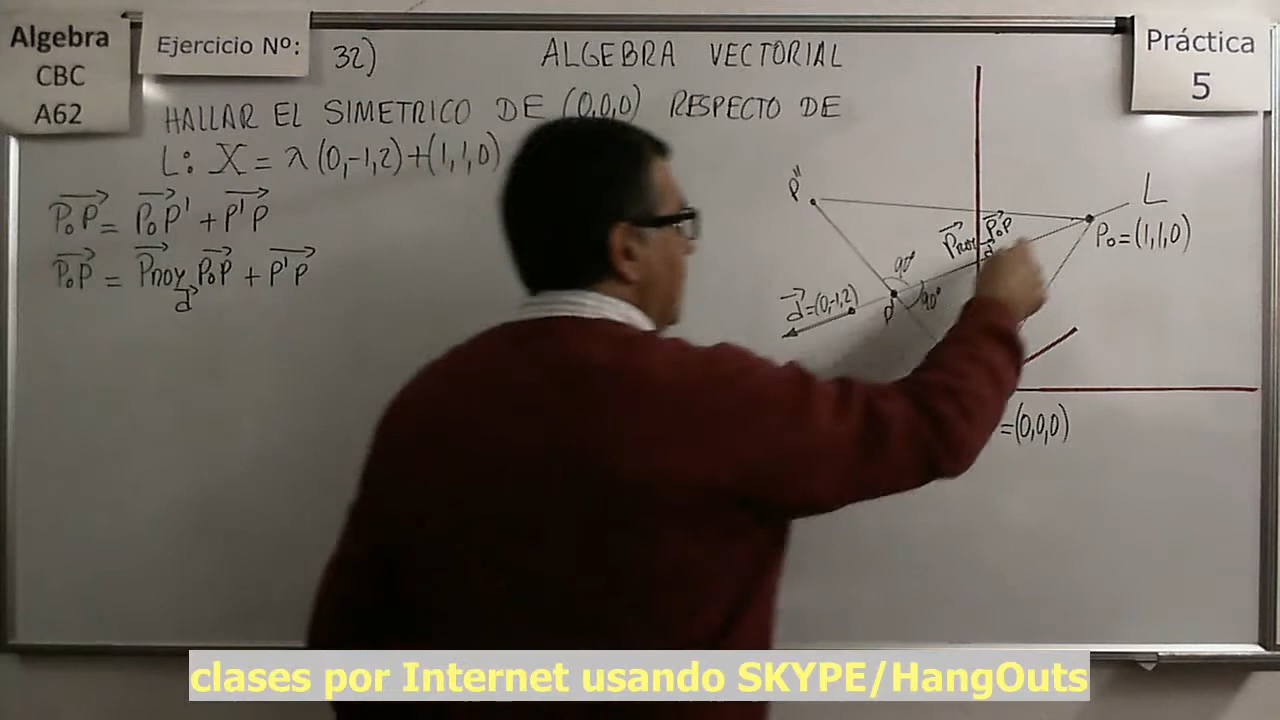 Algebra
CBC
A62
Ejercicio Nº:
32)
ALGEBRA VECTORIAL
Práctica
5
HALLAR EL SIMETRICO DE (0,0,0) RESPECTO DE
L: X = λ (0,-1,2)+(1,1,0)
P₀P = P₀P' + P'P
P₀P = Proy P₀P + P'P
d
P"
L
P₀P
Proy
d
P₀=(1,1,0)
90°
d=(0,-1,2)
P'
90°
=(0,0,0)
clases por Internet usando SKYPE/HangOuts